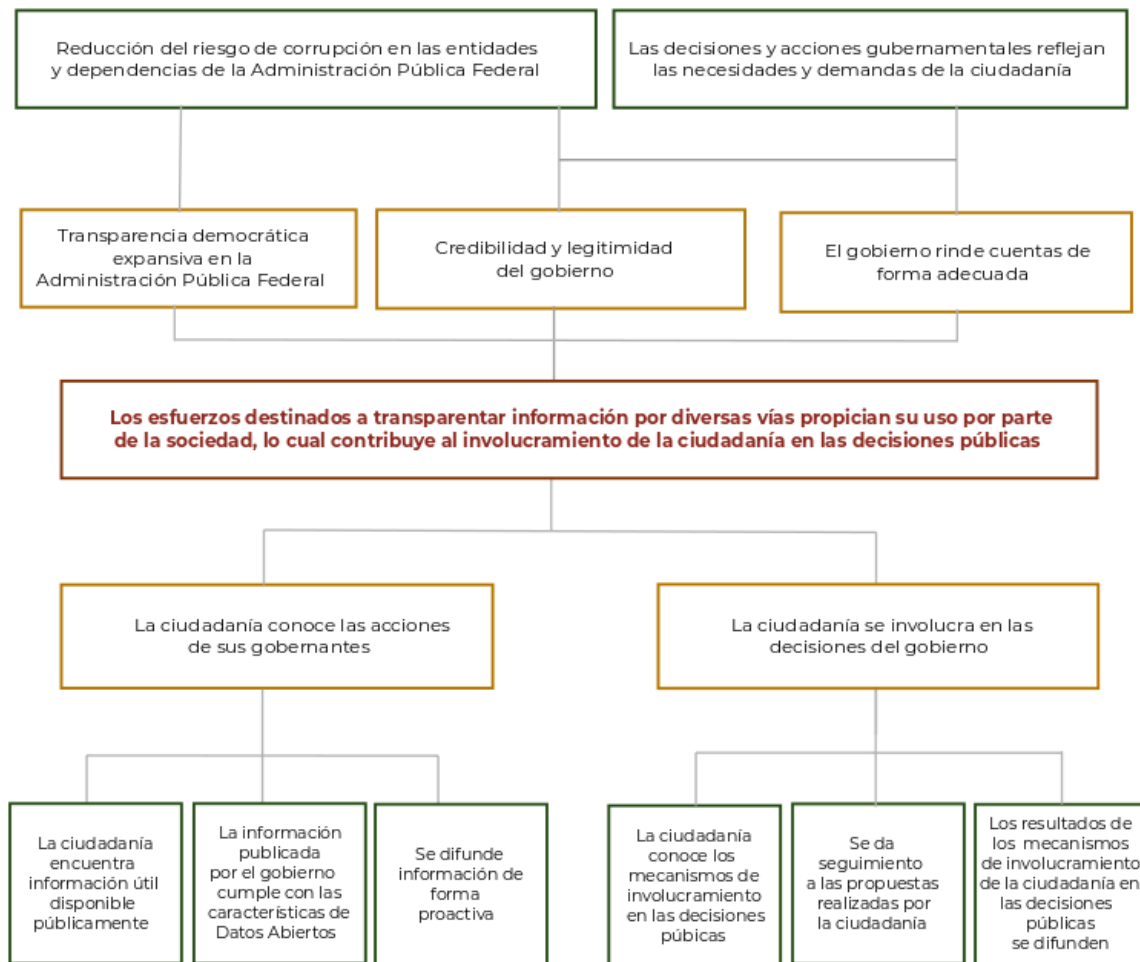 Reducción del riesgo de corrupción en las entidades
y dependencias de la Administración Pública Federal
Las decisiones y acciones gubernamentales reflejan
las necesidades y demandas de la ciudadanía
Transparencia democrática
expansiva en la
Administración Pública Federal
Credibilidad y legitimidad
del gobierno
El gobierno rinde cuentas de
forma adecuada
Los esfuerzos destinados a transparentar información por diversas vías propician su uso por parte
de la sociedad, lo cual contribuye al involucramiento de la ciudadanía en las decisiones públicas
La ciudadanía conoce las acciones
de sus gobernantes
La ciudadanía se involucra en las
decisiones del gobierno
La ciudadanía
encuentra
información útil
disponible
públicamente
La información
publicada
por el gobierno
cumple con las
características de
Datos Abiertos
Se difunde
información de
forma
proactiva
La ciudadanía
conoce los
mecanismos de
involucramiento
en las decisiones
púbicas
Se da
seguimiento
a las propuestas
realizadas por
la ciudadanía
Los resultados de
los mecanismos
de involucramiento
de la ciudadanía en
las decisiones
públicas
se difunden